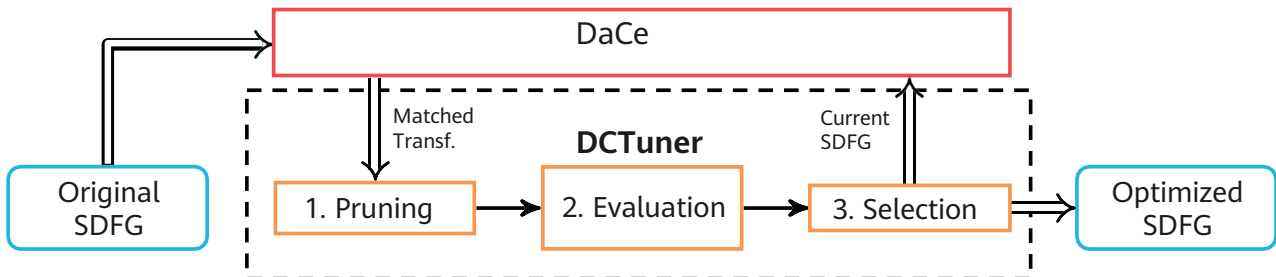 DaCe
Matched
Transf.
Current
SDFG
DCTuner
Original
SDFG
1. Pruning
2. Evaluation
3. Selection
Optimized
SDFG